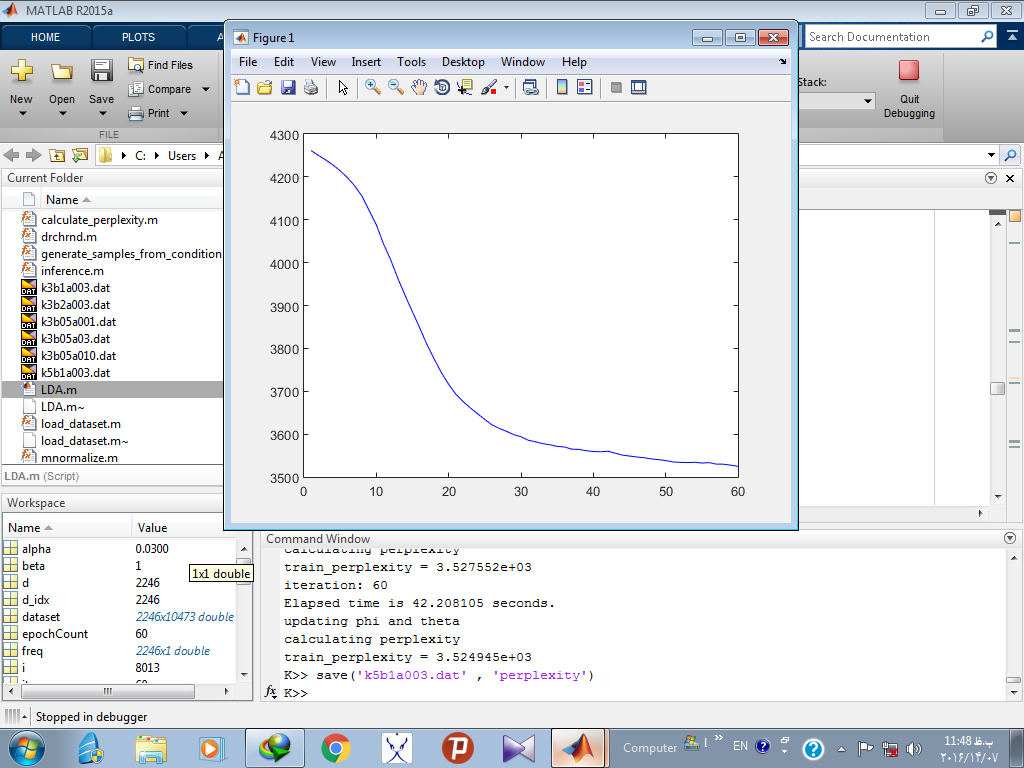 MATLAB R2015a
HOME
PLOTS
A
Search Documentation
New
Open
Save
Find Files
Compare
Print
FILE
Stack:
Quit
Debugging
C:
Users
A
Current Folder
Name
calculate_perplexity.m
drchrnd.m
generate_samples_from_condition
inference.m
k3b1a003.dat
k3b2a003.dat
k3b05a001.dat
k3b05a03.dat
k3b05a010.dat
k5b1a003.dat
LDA.m
LDA.m~
load_dataset.m
load_dataset.m~
mnormalize.m
LDA.m (Script)
Workspace
Name Value
alpha 0.0300
beta 1
1x1 double
d 2246
d_idx 2246
dataset 2246x10473 double
epochCount 60
freq 2246x1 double
i 8013
Figure 1
File Edit View Insert Tools Desktop Window Help
4300
4200
4100
4000
3900
3800
3700
3600
3500
0 10 20 30 40 50 60
Command Window
calculating perplexity
train_perplexity = 3.527552e+03
iteration: 60
Elapsed time is 42.208105 seconds.
updating phi and theta
calculating perplexity
train_perplexity = 3.524945e+03
K>> save('k5b1a003.dat' , 'perplexity')
fx K>>
Stopped in debugger
Computer
EN
11:48 ب.ظ
۲۰۱۶/۱۴/۰۷